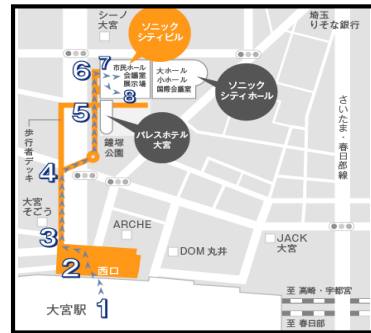 シーノ
大宮
ソニック
シティビル
埼玉
りそな銀行
6
7
市民ホール
会議室
展示場
8
大ホール
小ホール
国際会議室
ソニック
シティホール
5
パレスホテル
大宮
鐘塚
公園
歩行者デッキ
さいたま・春日部線
4
大宮
そごう
3
ARCHE
DOM 丸井
JACK
大宮
2
西口
1
大宮駅
至 高崎・宇都宮
至 春日部